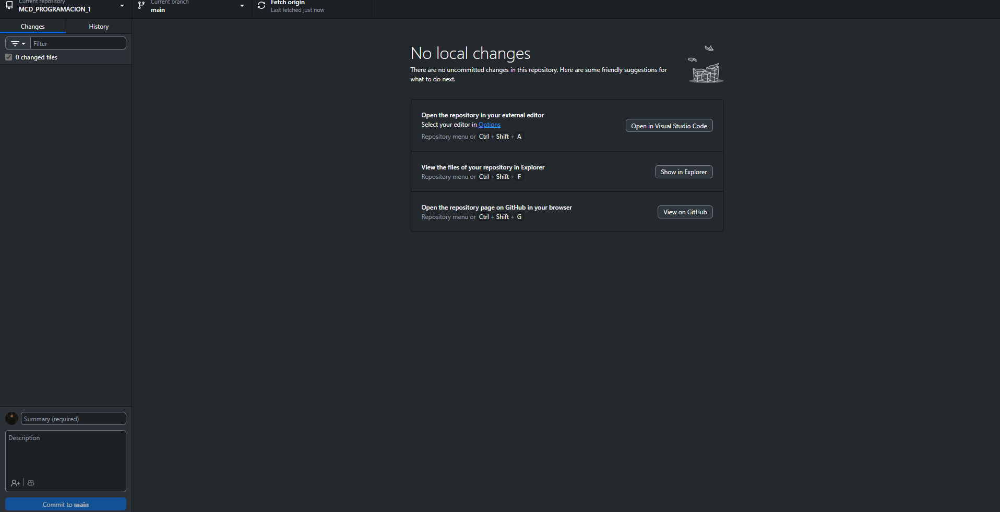 Current repository
MCD_PROGRAMACION_1
Current branch
main
Fetch origin
Last fetched just now
Changes
History
Filter
0 changed files
No local changes
There are no uncommitted changes in this repository. Here are some friendly suggestions for
what to do next.
Open the repository in your external editor
Select your editor in Options
Repository menu or Ctrl + Shift + A
Open in Visual Studio Code
View the files of your repository in Explorer
Repository menu or Ctrl + Shift + F
Show in Explorer
Open the repository page on GitHub in your browser
Repository menu or Ctrl + Shift + G
View on GitHub
Summary (required)
Description
Commit to main